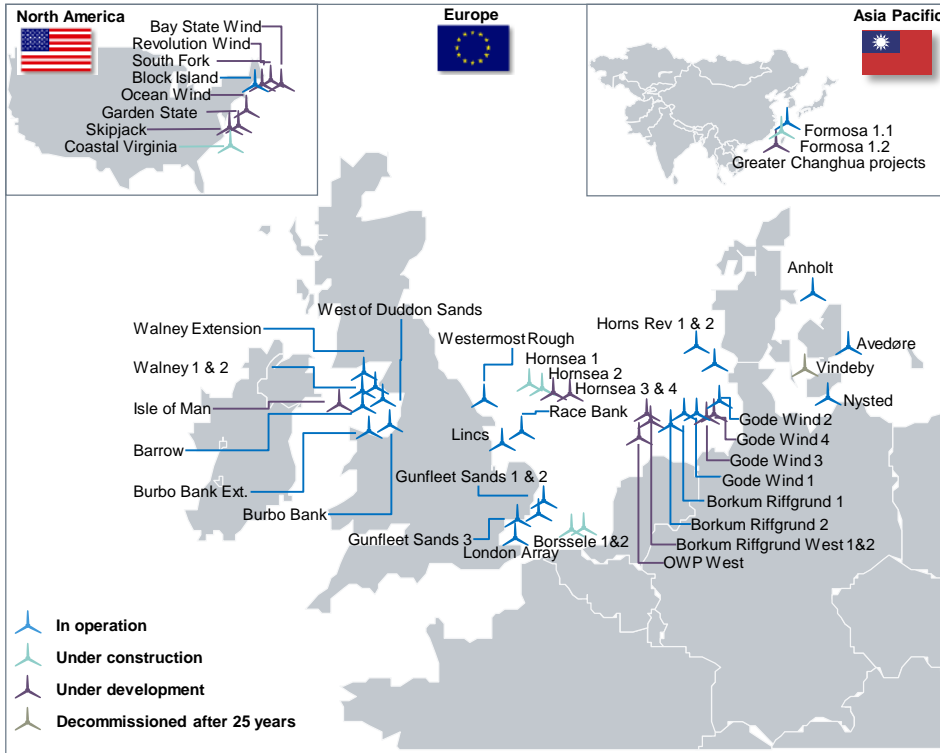 North America
Bay State Wind
Revolution Wind
South Fork
Block Island
Ocean Wind
Garden State
Skipjack
Coastal Virginia
Europe
Asia Pacific
Formosa 1.1
Formosa 1.2
Greater Changhua projects
Walney Extension
Walney 1 & 2
Isle of Man
Barrow
Burbo Bank Ext.
Burbo Bank
West of Duddon Sands
Westermost Rough
Hornsea 1
Hornsea 2
Hornsea 3 & 4
Race Bank
Lincs
Gunfleet Sands 1 & 2
Gunfleet Sands 3
London Array
Borssele 1&2
Horns Rev 1 & 2
Anholt
Avedøre
Vindeby
Nysted
Gode Wind 2
Gode Wind 4
Gode Wind 3
Gode Wind 1
Borkum Riffgrund 1
Borkum Riffgrund 2
Borkum Riffgrund West 1&2
OWP West
In operation
Under construction
Under development
Decommissioned after 25 years